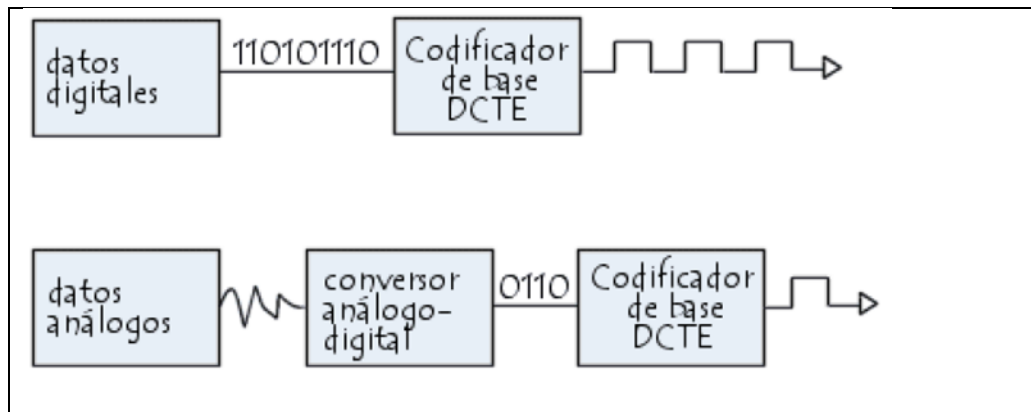 datos
digitales
110101110
Codificador
de base
DCTE
datos
análogos
conversor
análogo-
digital
0110
Codificador
de base
DCTE